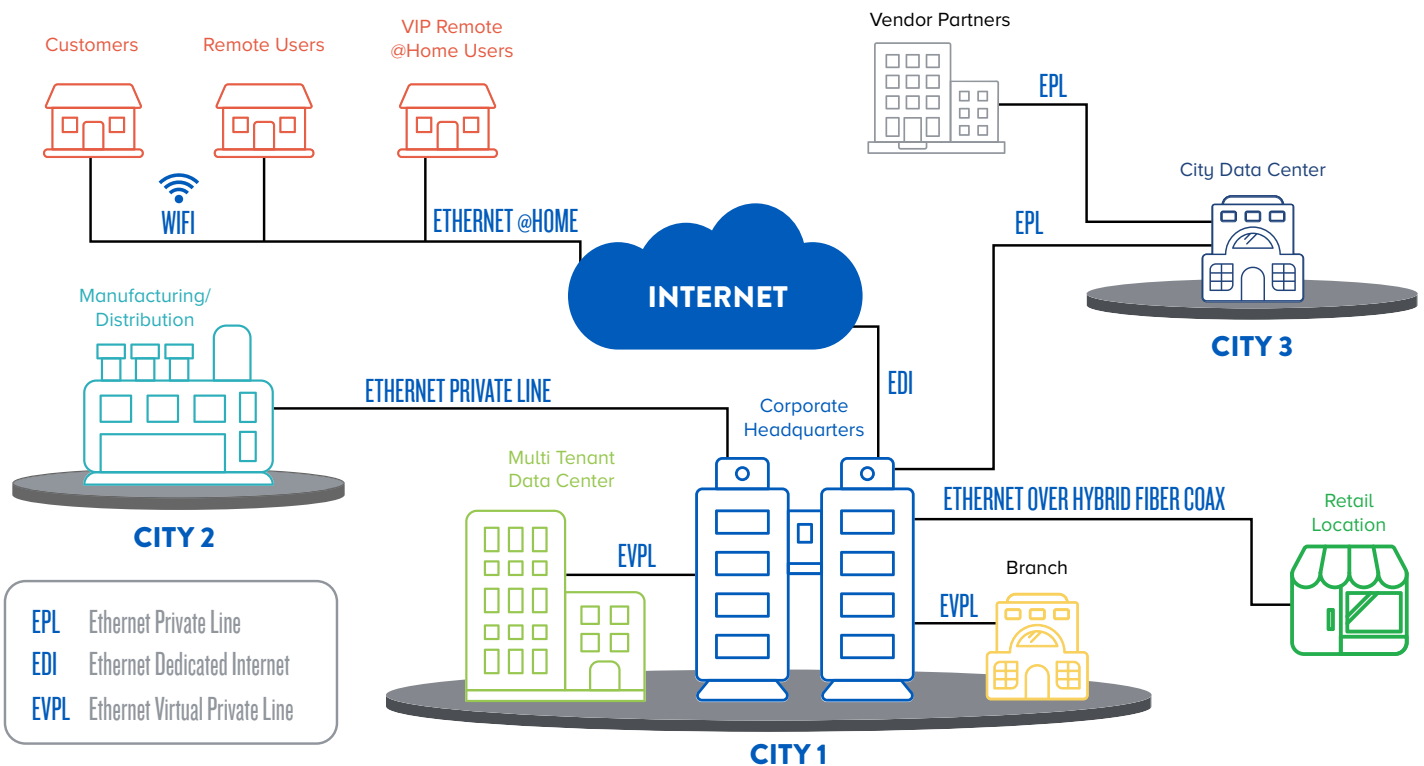 Customers
Remote Users
VIP Remote
@Home Users
Vendor Partners
EPL
City Data Center
WIFI
ETHERNET @HOME
EPL
INTERNET
CITY 3
Manufacturing/
Distribution
ETHERNET PRIVATE LINE
EDI
Corporate
Headquarters
CITY 2
Multi Tenant
Data Center
ETHERNET OVER HYBRID FIBER COAX
Retail
Location
EVPL
Branch
EVPL
EPL Ethernet Private Line
EDI Ethernet Dedicated Internet
EVPL Ethernet Virtual Private Line
CITY 1